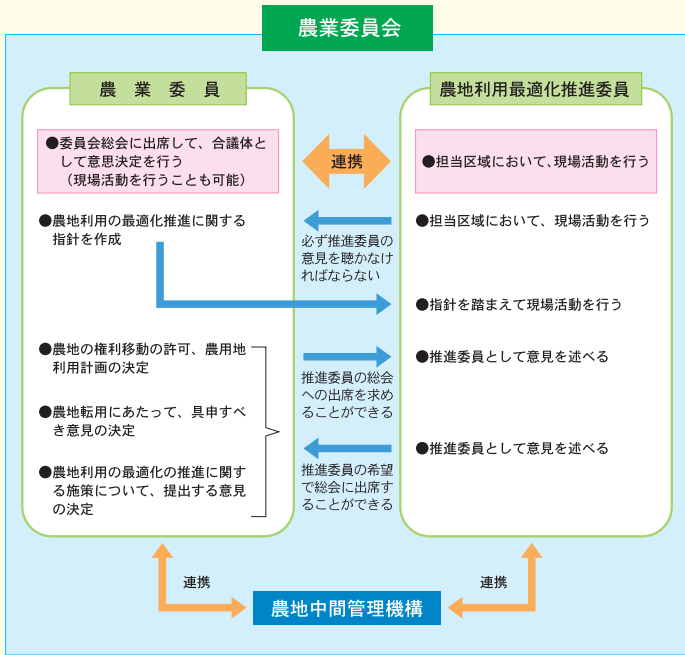 農業委員会
農業委員
農地利用最適化推進委員
●委員会総会に出席して、合議体と
して意思決定を行う
（現場活動を行うことも可能）
連携
●担当区域において、現場活動を行う
●農地利用の最適化推進に関する
指針を作成
必ず推進委員の
意見を聴かなけ
ればならない
●担当区域において、現場活動を行う
●指針を踏まえて現場活動を行う
●農地の権利移動の許可、農用地
利用計画の決定
推進委員の総会
への出席を求め
ることができる
●推進委員として意見を述べる
●農地転用にあたって、具申すべ
き意見の決定
●農地利用の最適化の推進に関す
る施策について、提出する意見
の決定
推進委員の希望
で総会に出席す
ることができる
●推進委員として意見を述べる
連携
農地中間管理機構
連携